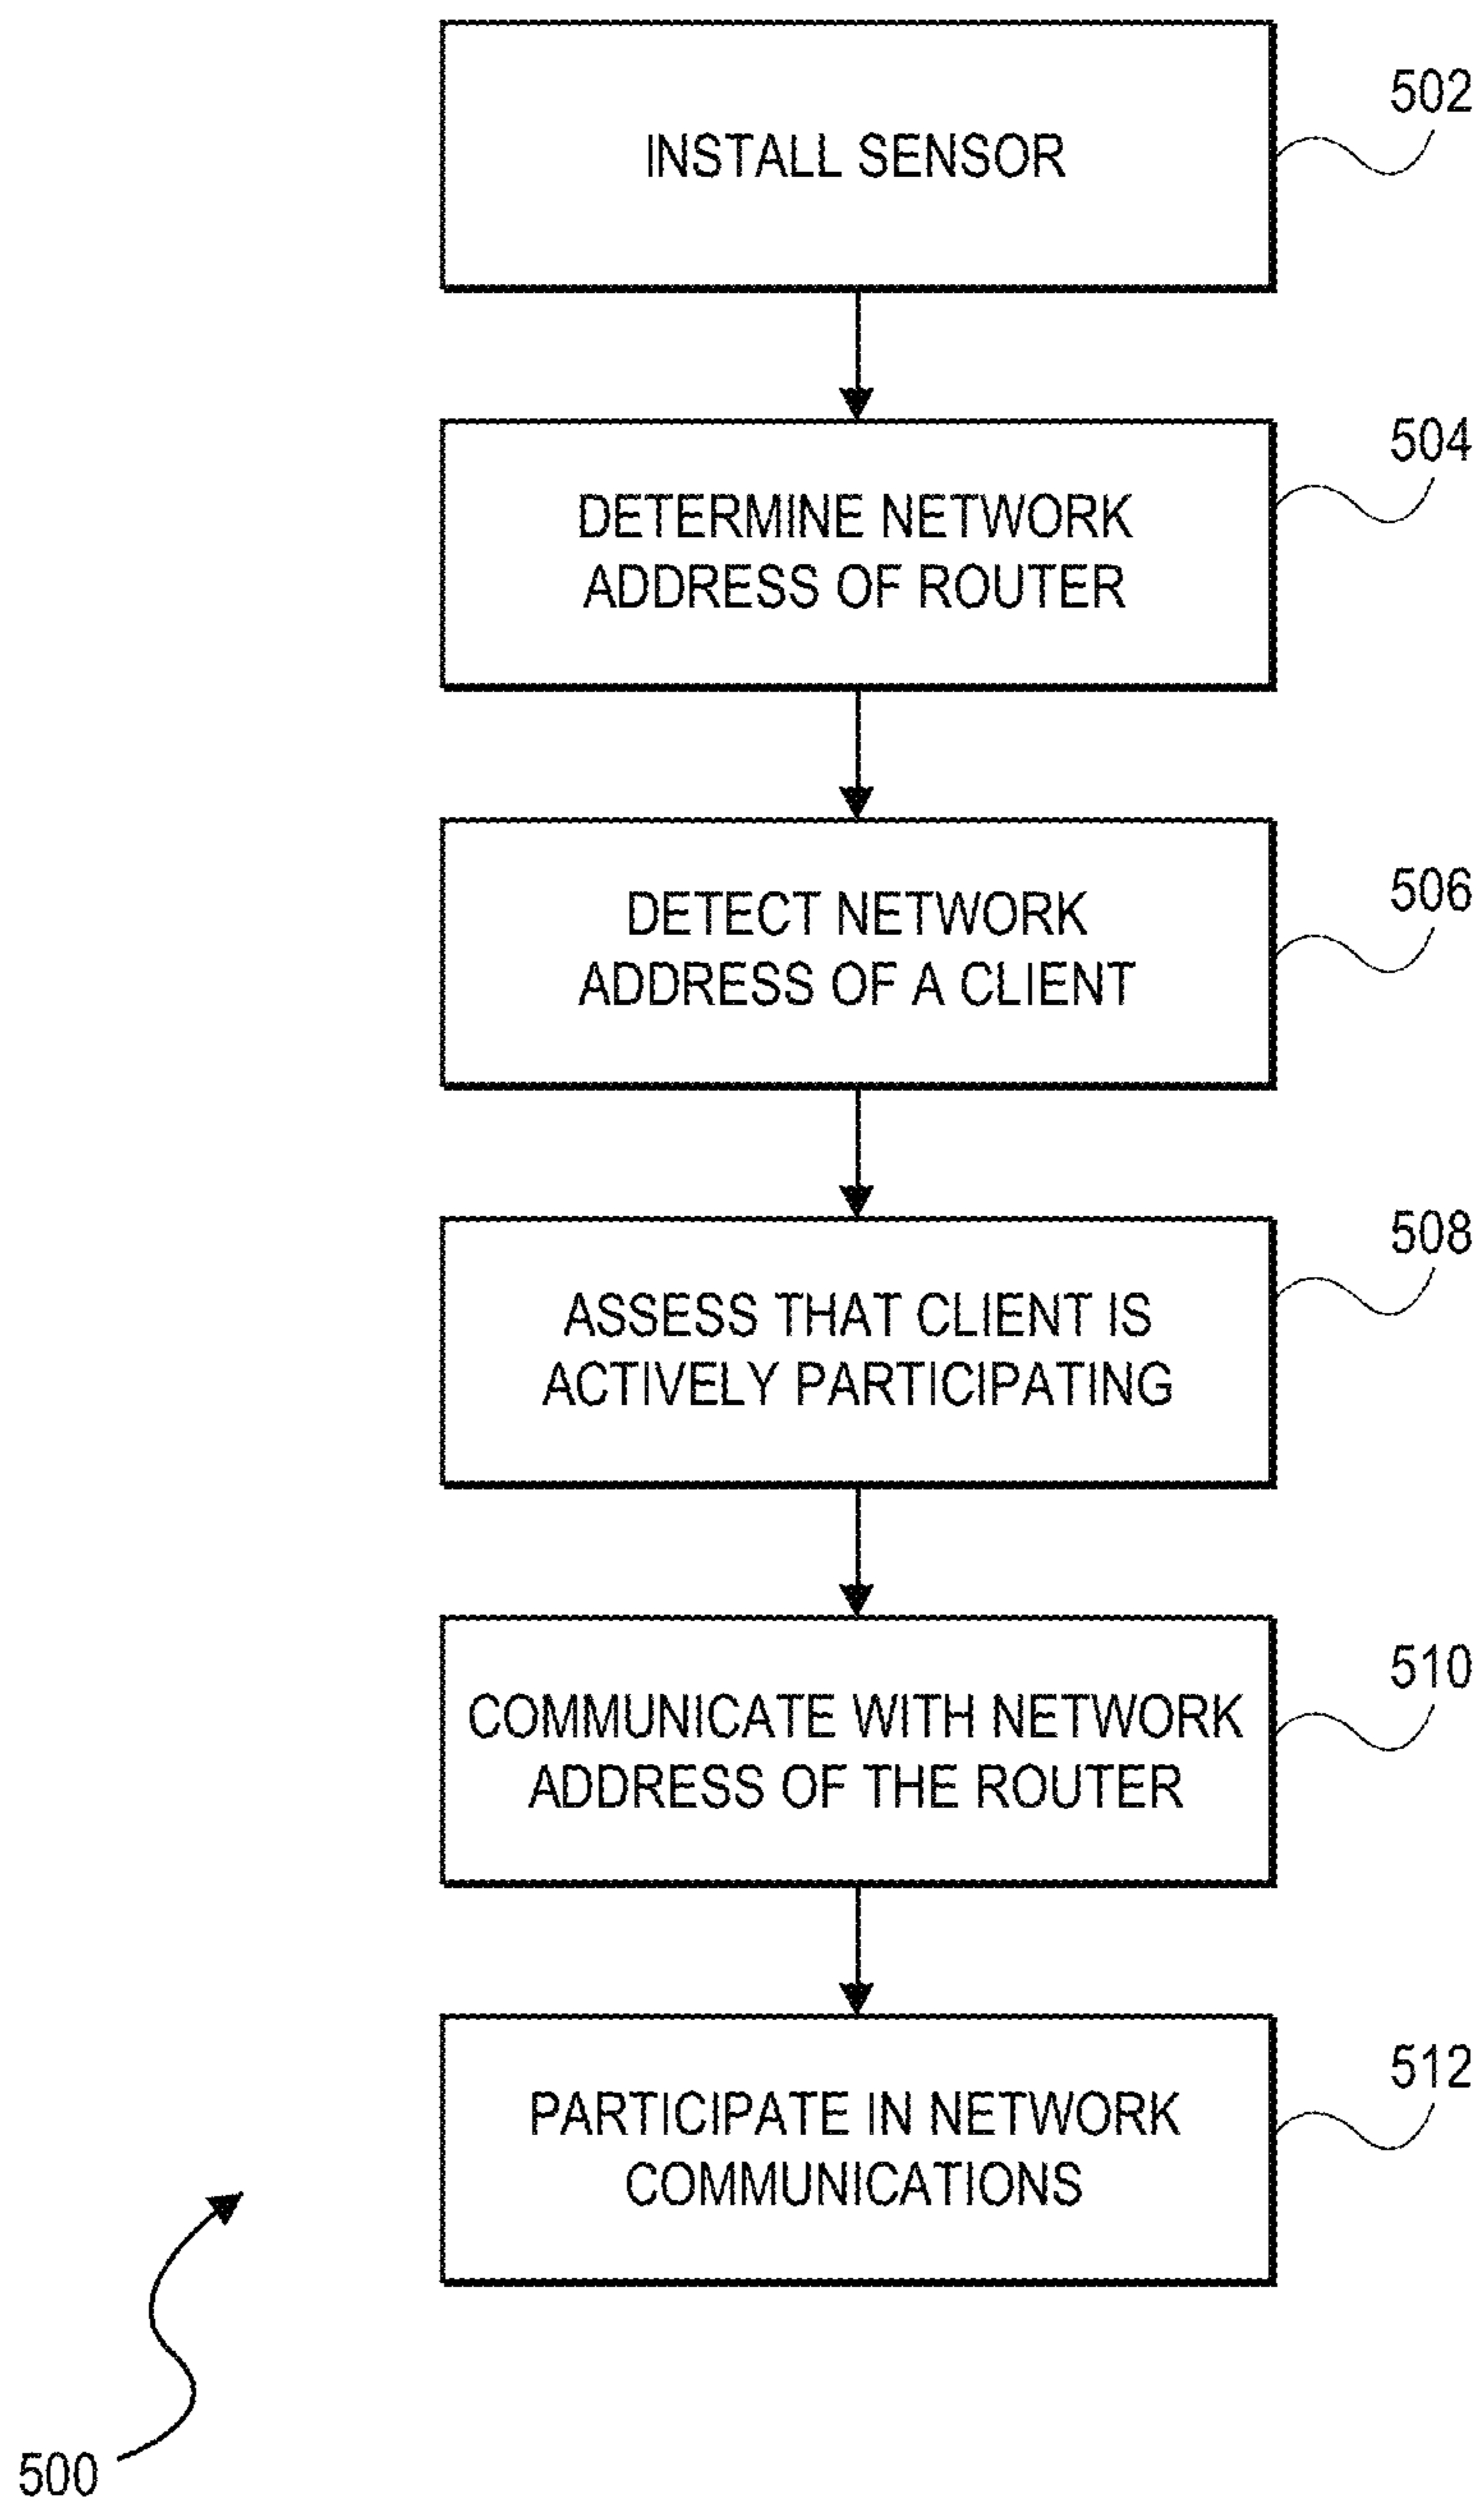 502
INSTALL SENSOR
504
DETERMINE NETWORK
ADDRESS OF ROUTER
506
DETECT NETWORK
ADDRESS OF A CLIENT
508
ASSESS THAT CLIENT IS
ACTIVELY PARTICIPATING
510
COMMUNICATE WITH NETWORK
ADDRESS OF THE ROUTER
512
PARTICIPATE IN NETWORK
COMMUNICATIONS
500